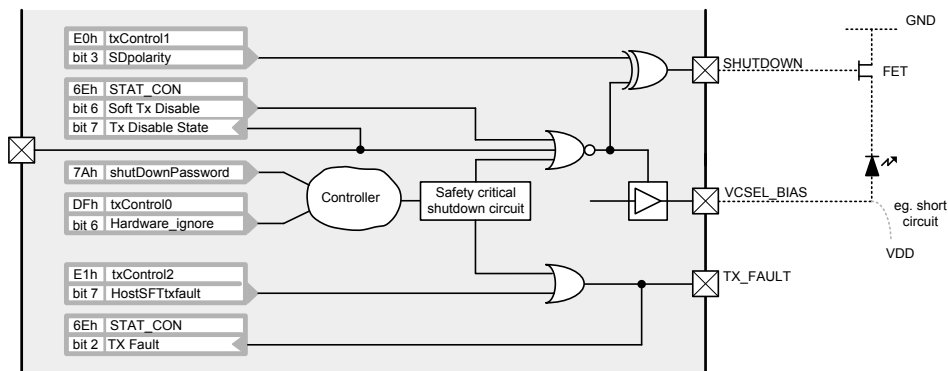 E0h txControl1
bit 3 SDpolarity
6Eh STAT_CON
bit 6 Soft Tx Disable
bit 7 Tx Disable State
7Ah shutDownPassword
DFh txControl0
bit 6 Hardware_ignore
E1h txControl2
bit 7 HostSFTtxfault
6Eh STAT_CON
bit 2 TX Fault
Controller
Safety critical
shutdown circuit
SHUTDOWN
VCSEL_BIAS
TX_FAULT
GND
FET
eg. short
circuit
VDD